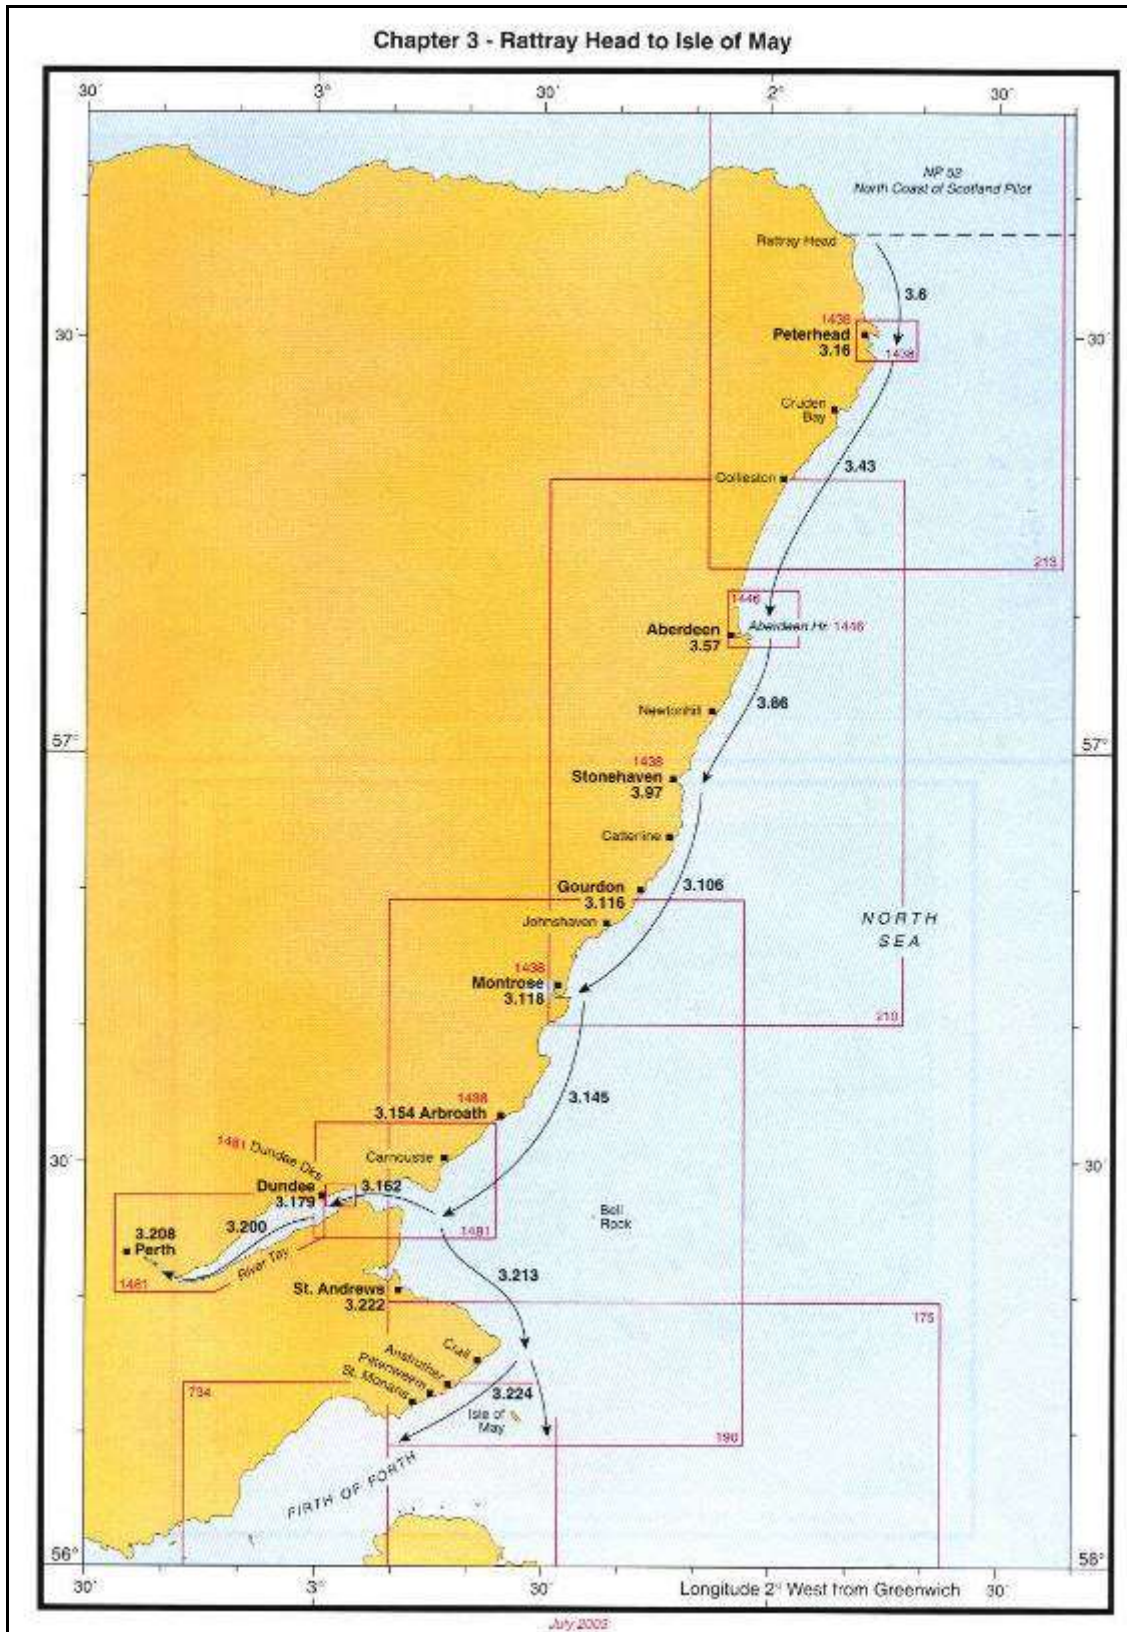 Chapter 3 - Rattray Head to Isle of May
30´ 3° 30´ 2° 30´
NP 52
North Coast of Scotland Pilot
Rattray Head
3.6
30´
1438
Peterhead
3.16
1438
30´
Cruden
Bay
3.43
Collieston
213
1446
Aberdeen Hr. 1446
Aberdeen
3.57
3.86
Newtonhill
57°
57°
1438
Stonehaven
3.97
Catterline
Gourdon
3.116
3.106
Johnshaven
NORTH
SEA
1438
Montrose
3.118
210
3.145
1438
3.154 Arbroath
1481 Dundee Dks
Carnoustie
30´
30´
Dundee
3.179
3.162
Bell
Rock
3.208
Perth
3.200
1481
River Tay
1481
3.213
St. Andrews
3.222
175
Crail
Anstruther
Pittenweem
St. Monans
734
3.224
Isle of
May
190
FIRTH OF FORTH
56°
56°
30´ 3° 30´ Longitude 2° West from Greenwich 30´
July 2003